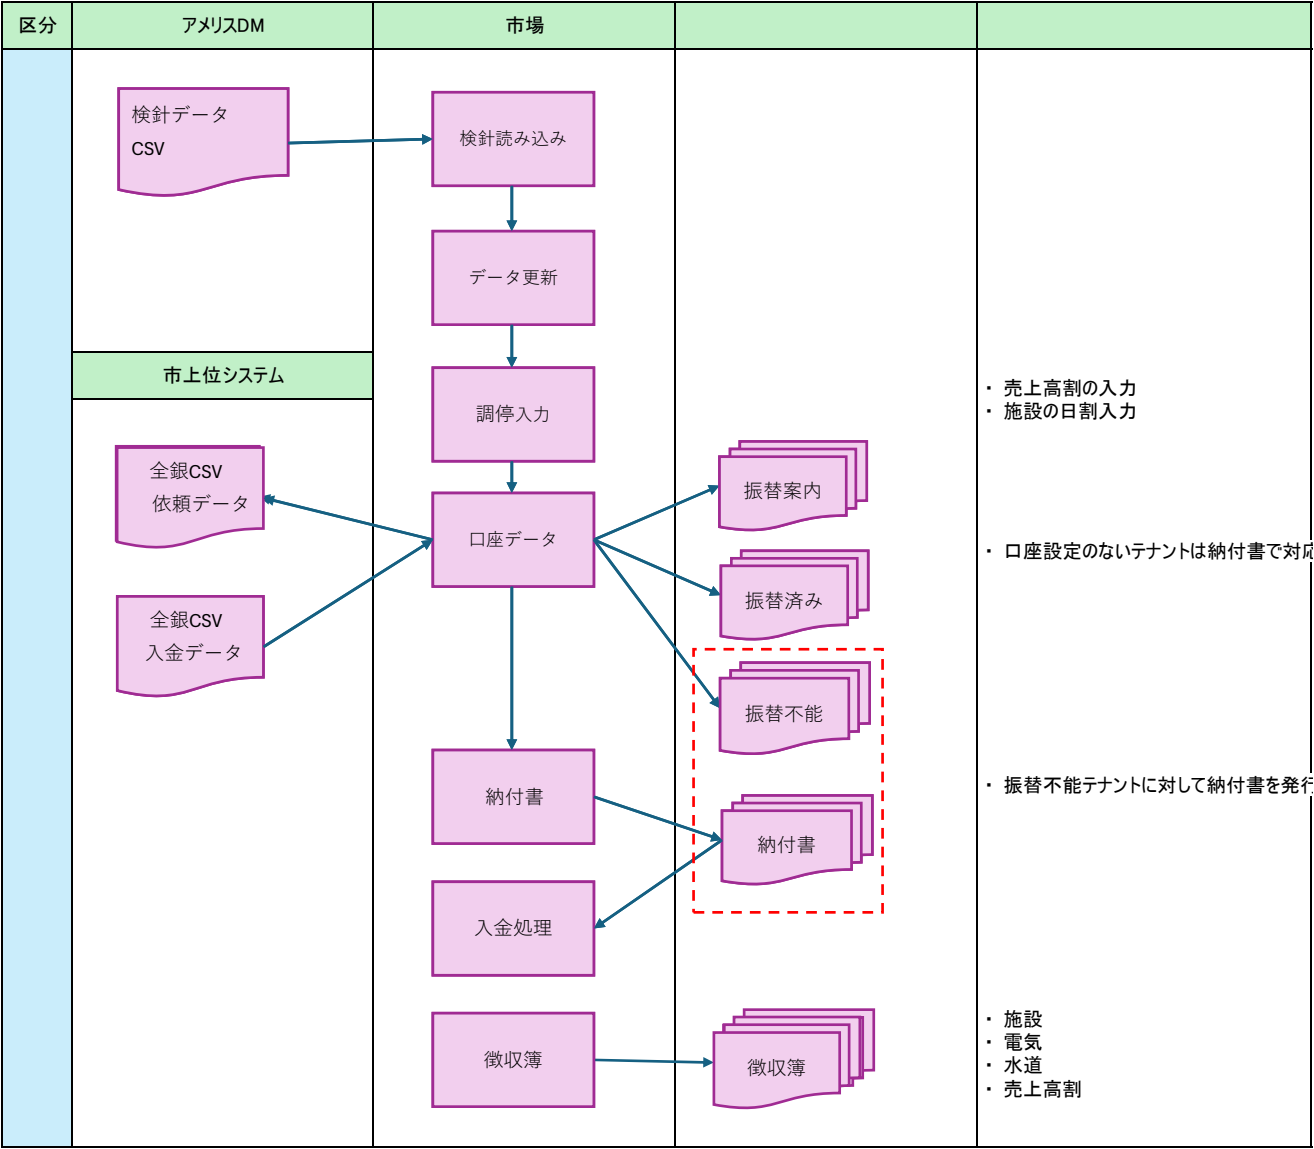 区分
アメリスDM
市場
検針データ
CSV
検針読み込み
データ更新
市上位システム
調停入力
・ 売上高割の入力
・ 施設の日割入力
全銀CSV
依頼データ
口座データ
振替案内
・ 口座設定のないテナントは納付書で対応
振替済み
全銀CSV
入金データ
振替不能
納付書
・ 振替不能テナントに対して納付書を発行
納付書
入金処理
徴収簿
徴収簿
・ 施設
・ 電気
・ 水道
・ 売上高割